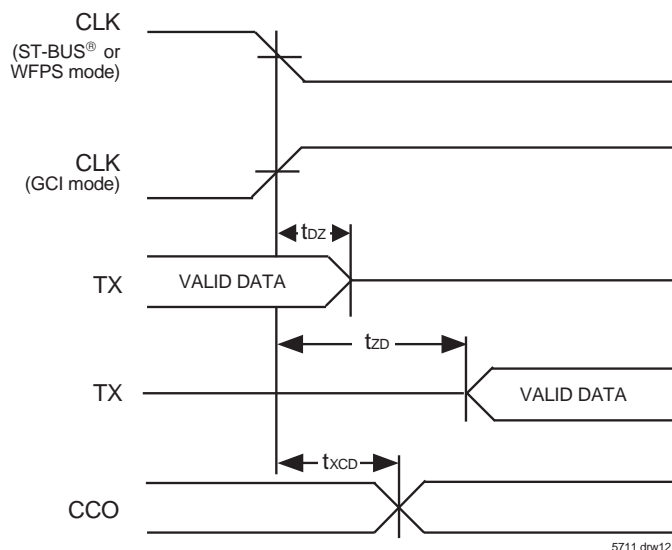 CLK
(ST-BUS® or
WFPS mode)
CLK
(GCI mode)
tDZ
TX
VALID DATA
tZD
TX
VALID DATA
tXCD
CCO
5711 drw12